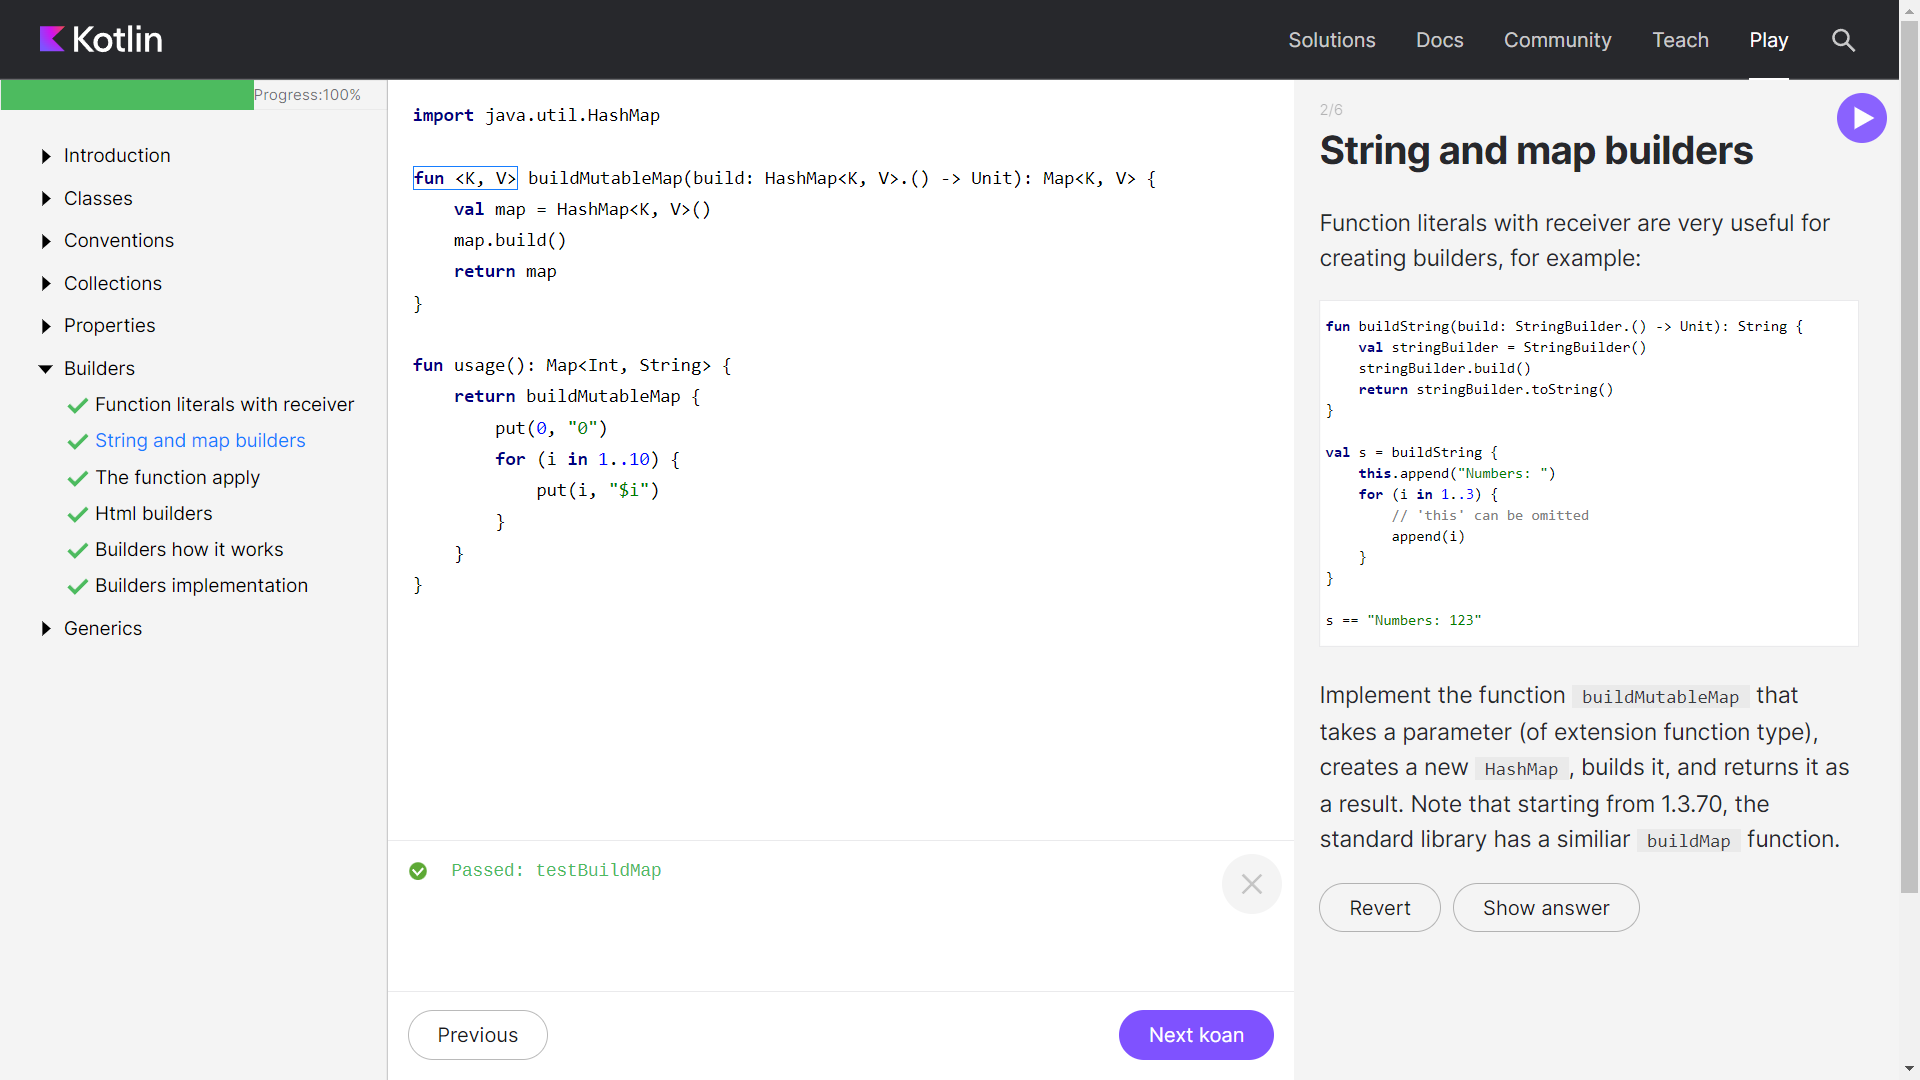 Kotlin
Solutions
Docs
Community
Teach
Play
Progress:100%
Introduction
Classes
Conventions
Collections
Properties
Builders
Function literals with receiver
String and map builders
The function apply
Html builders
Builders how it works
Builders implementation
Generics
import java.util.HashMap
fun <K, V> buildMutableMap(build: HashMap<K, V>.() -> Unit): Map<K, V> {
    val map = HashMap<K, V>()
    map.build()
    return map
}
fun usage(): Map<Int, String> {
    return buildMutableMap {
        put(0, "0")
        for (i in 1..10) {
            put(i, "$i")
        }
    }
}
Passed: testBuildMap
Previous
Next koan
2/6
String and map builders
Function literals with receiver are very useful for
creating builders, for example:
fun buildString(build: StringBuilder.() -> Unit): String {
    val stringBuilder = StringBuilder()
    stringBuilder.build()
    return stringBuilder.toString()
}
val s = buildString {
    this.append("Numbers: ")
    for (i in 1..3) {
        // 'this' can be omitted
        append(i)
    }
}
s == "Numbers: 123"
Implement the function buildMutableMap that
takes a parameter (of extension function type),
creates a new HashMap, builds it, and returns it as
a result. Note that starting from 1.3.70, the
standard library has a similiar buildMap function.
Revert
Show answer